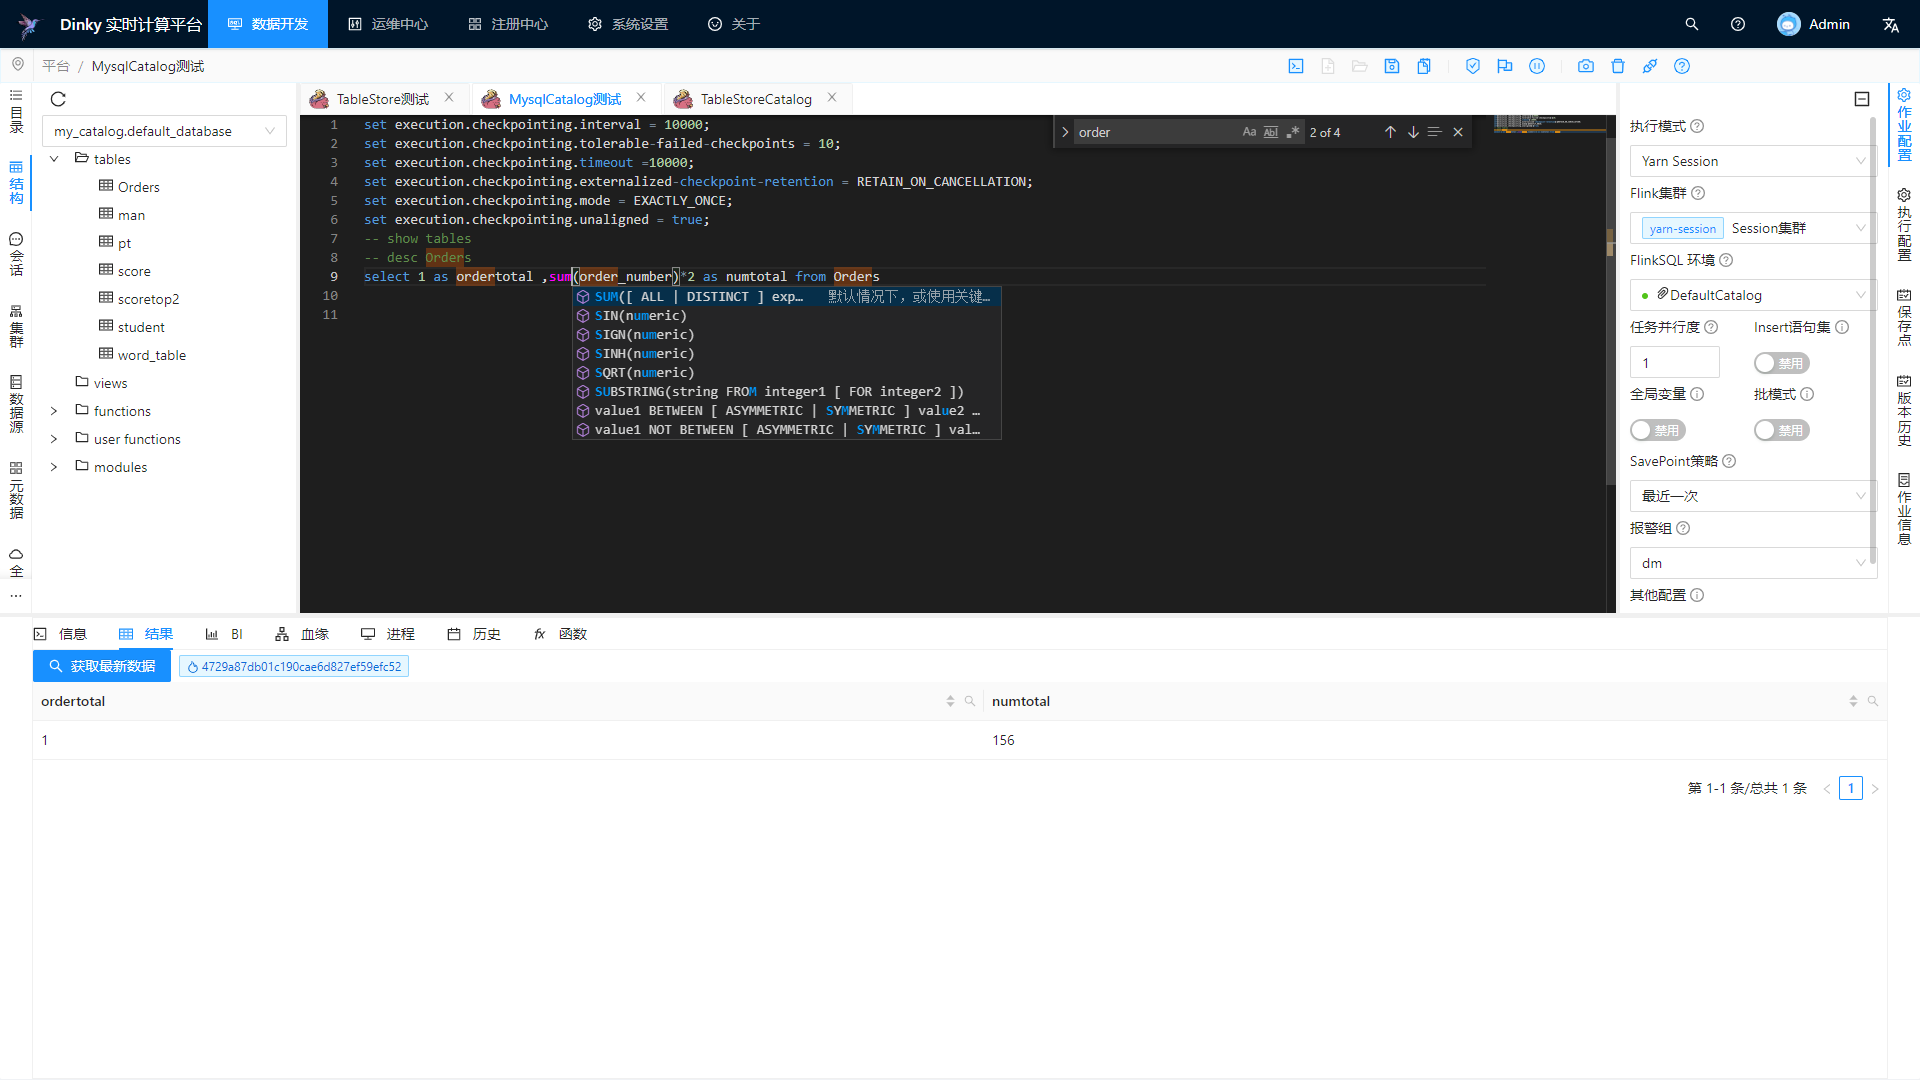 Dinky 实时计算平台
数据开发
运维中心
注册中心
系统设置
关于
Admin
平台 / MysqlCatalog测试
目录
结构
会话
集群
数据源
元数据
全
...
my_catalog.default_database
tables
Orders
man
pt
score
scoretop2
student
word_table
views
functions
user functions
modules
TableStore测试
MysqlCatalog测试
TableStoreCatalog
1 set execution.checkpointing.interval = 10000;
2 set execution.checkpointing.tolerable-failed-checkpoints = 10;
3 set execution.checkpointing.timeout =10000;
4 set execution.checkpointing.externalized-checkpoint-retention = RETAIN_ON_CANCELLATION;
5 set execution.checkpointing.mode = EXACTLY_ONCE;
6 set execution.checkpointing.unaligned = true;
7 -- show tables
8 -- desc Orders
9 select 1 as ordertotal ,sum(order_number)*2 as numtotal from Orders
10
11
order
Aa
Abl
.*
2 of 4
SUM([ ALL | DISTINCT ] exp… 默认情况下，或使用关键…
SIN(numeric)
SIGN(numeric)
SINH(numeric)
SQRT(numeric)
SUBSTRING(string FROM integer1 [ FOR integer2 ])
value1 BETWEEN [ ASYMMETRIC | SYMMETRIC ] value2 …
value1 NOT BETWEEN [ ASYMMETRIC | SYMMETRIC ] val…
执行模式
Yarn Session
Flink集群
yarn-session Session集群
FlinkSQL 环境
DefaultCatalog
任务并行度 Insert语句集
1 禁用
全局变量 批模式
禁用 禁用
SavePoint策略
最近一次
报警组
dm
其他配置
作业配置
执行配置
保存点
版本历史
作业信息
信息
结果
BI
血缘
进程
历史
fx 函数
获取最新数据
4729a87db01c190cae6d827ef59efc52
ordertotal numtotal
1 156
第 1-1 条/总共 1 条 < 1 >